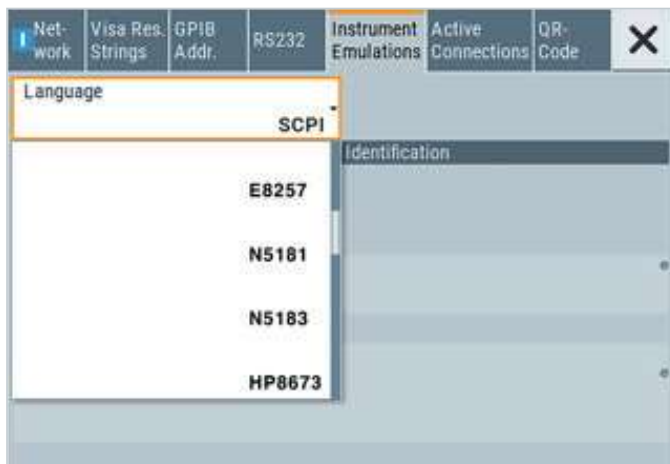 Net-
work
Visa Res.
Strings
GPIB
Addr.
RS232
Instrument
Emulations
Active
Connections
QR-
Code
Language
SCPI
Identification
E8257
N5181
N5183
HP8673